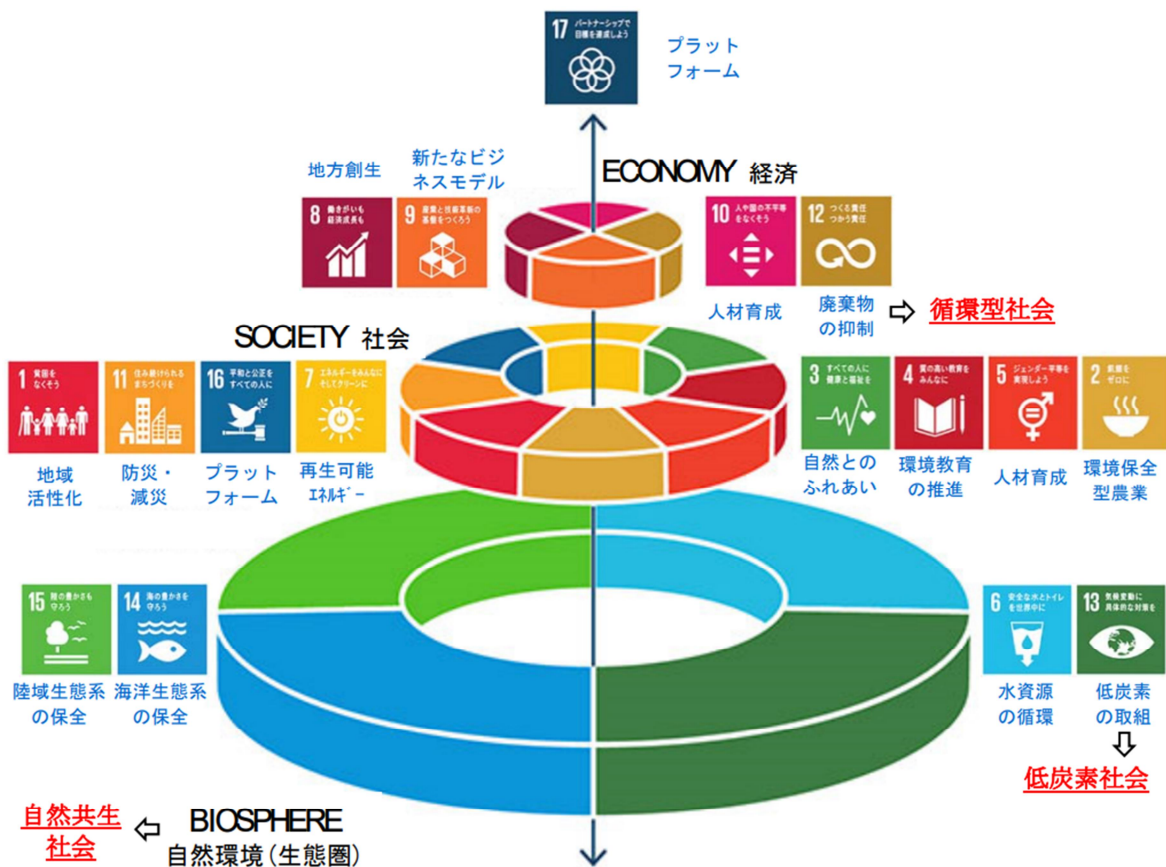 17 パートナーシップで
目標を達成しよう
プラット
フォーム
ECONOMY 経済
地方創生
新たなビジ
ネスモデル
8 働きがいも
経済成長も
9 産業と技術革新の
基盤をつくろう
10 人や国の不平等
をなくそう
12 つくる責任
つかう責任
人材育成
廃棄物
の抑制
⇨ 循環型社会
SOCIETY 社会
1 貧困を
なくそう
11 住み続けられる
まちづくりを
16 平和と公正を
すべての人に
7 エネルギーをみんなに
そしてクリーンに
3 すべての人に
健康と福祉を
4 質の高い教育を
みんなに
5 ジェンダー平等を
実現しよう
2 飢餓を
ゼロに
地域
活性化
防災・
減災
プラット
フォーム
再生可能
エネルギー
自然との
ふれあい
環境教育
の推進
人材育成
環境保全
型農業
15 陸の豊かさも
守ろう
14 海の豊かさを
守ろう
6 安全な水とトイレ
を世界中に
13 気候変動に
具体的な対策を
陸域生態系
の保全
海洋生態系
の保全
水資源
の循環
低炭素
の取組
低炭素社会
自然共生
社会
BIOSPHERE
自然環境(生態圏)